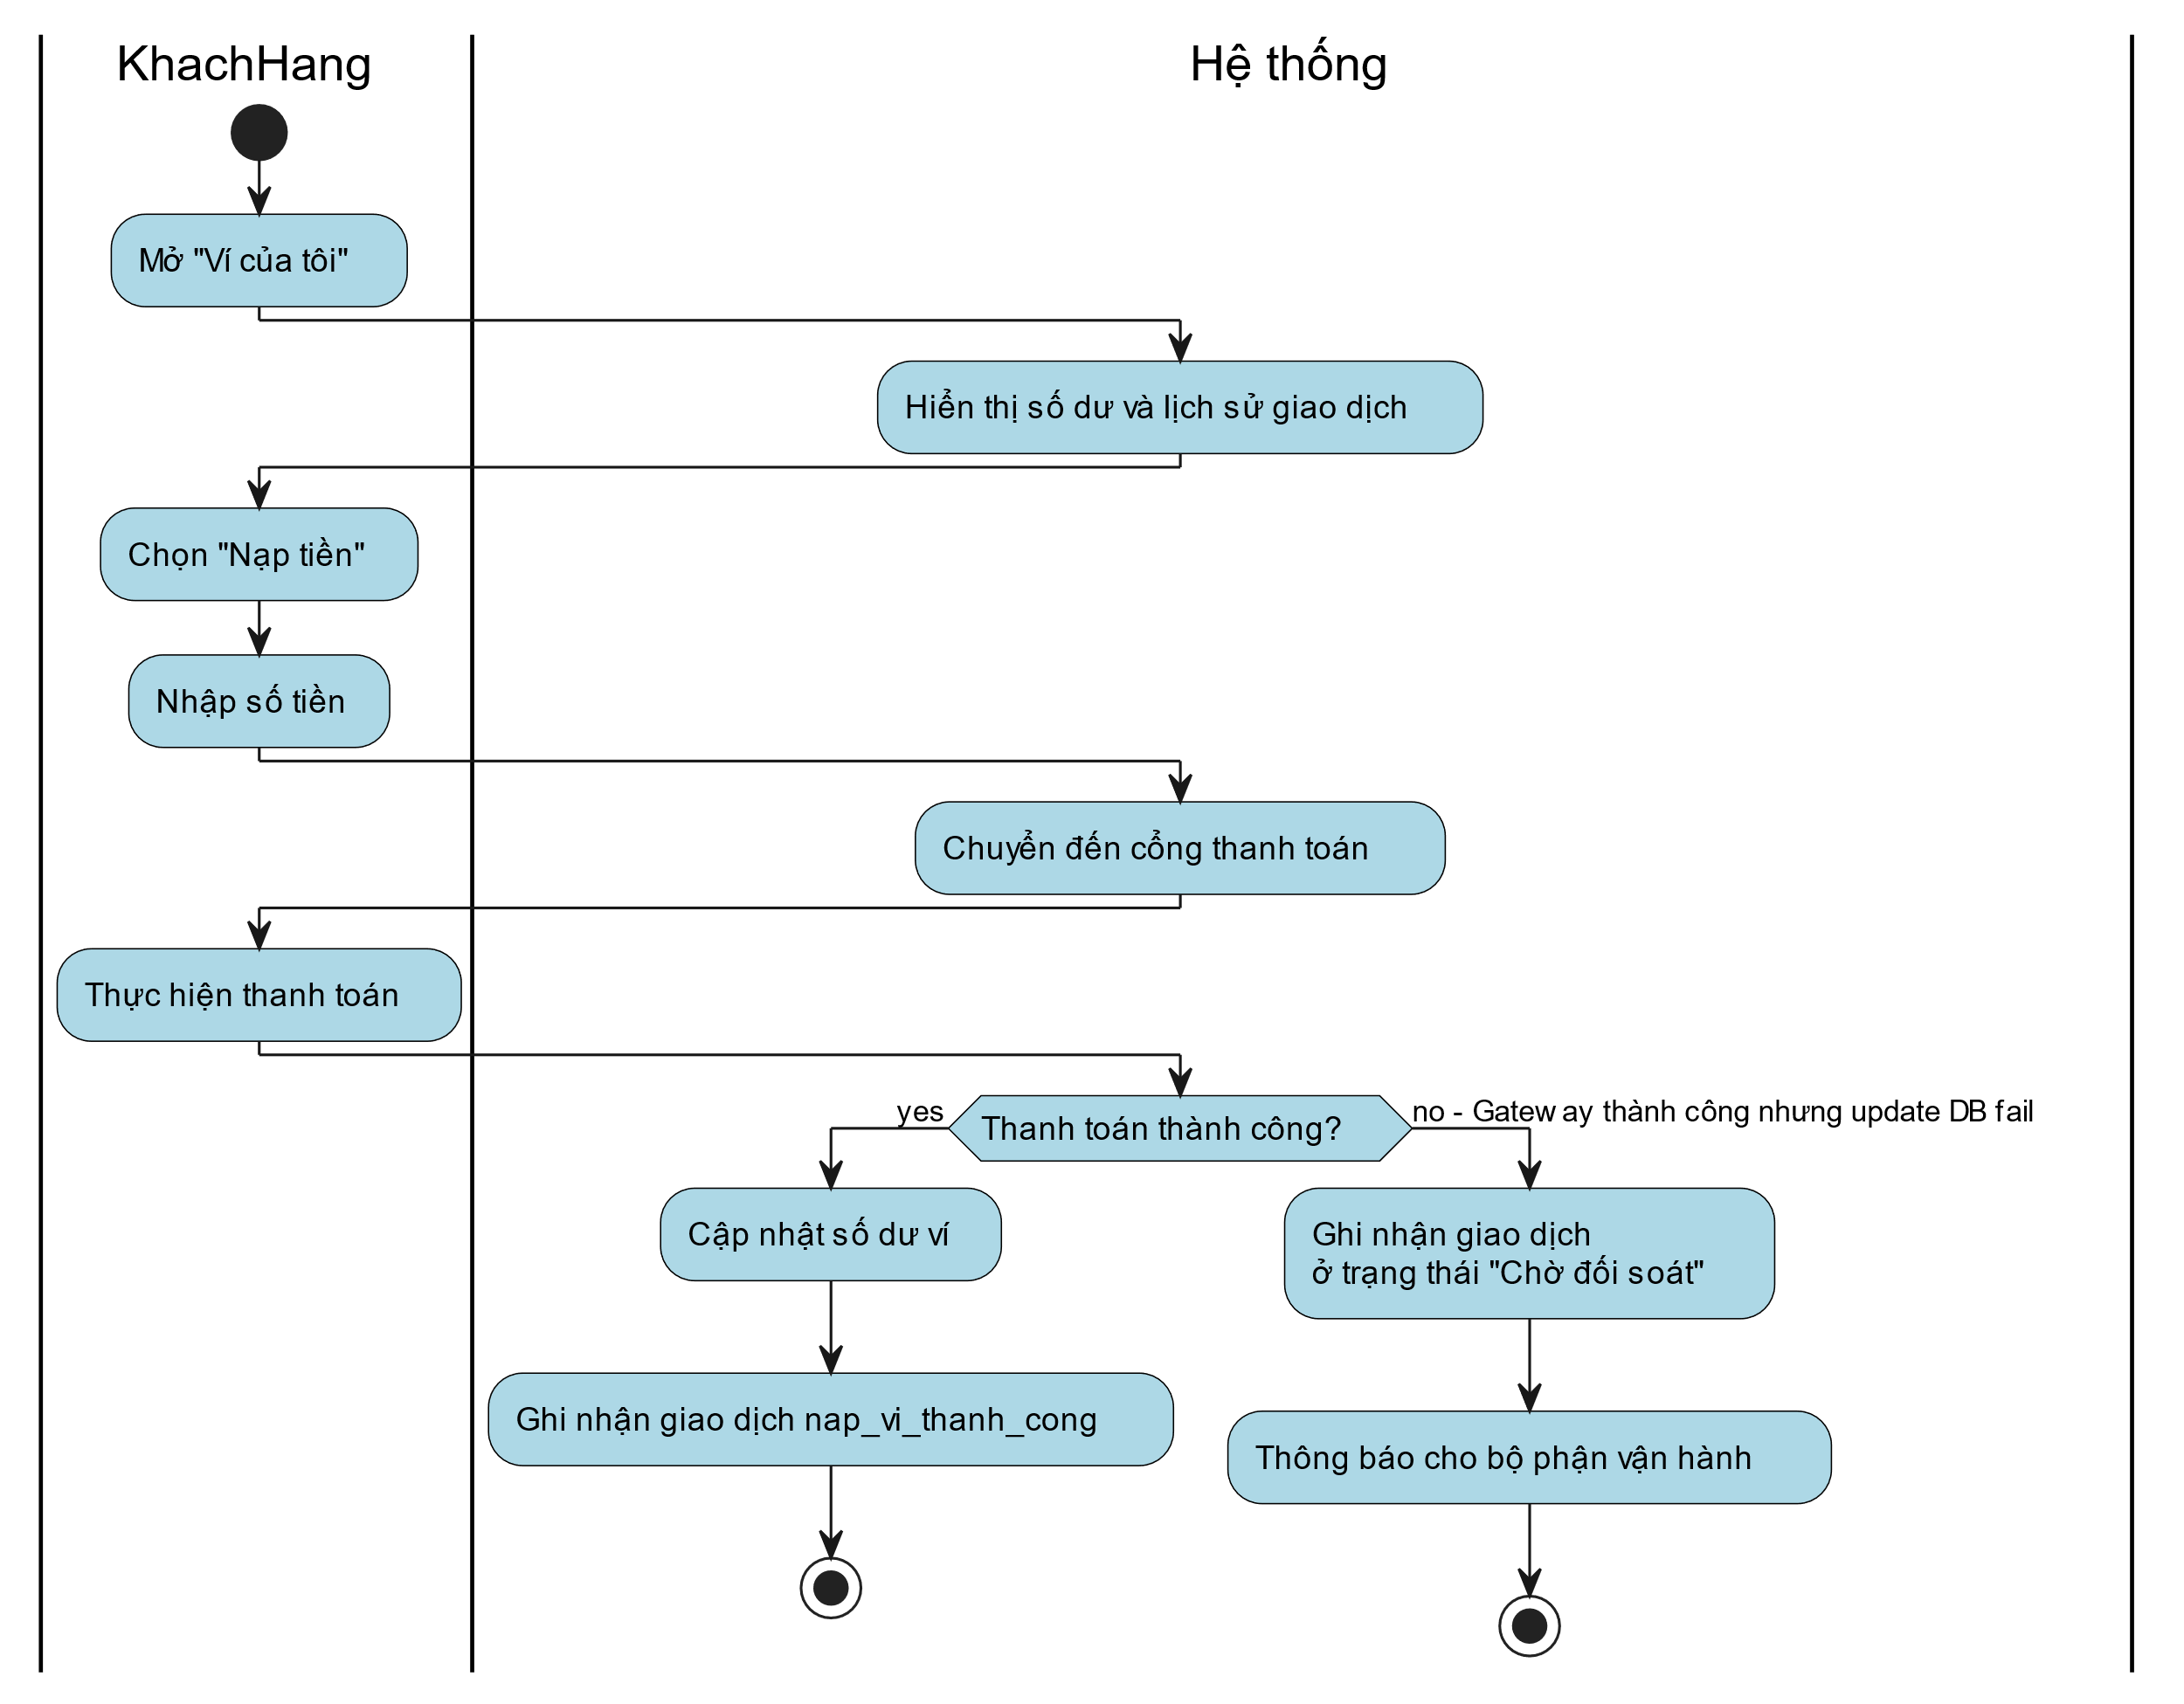 KhachHang
Hệ thống
Mở "Ví của tôi"
Hiển thị số dư và lịch sử giao dịch
Chọn "Nạp tiền"
Nhập số tiền
Chuyển đến cổng thanh toán
Thực hiện thanh toán
yes
Thanh toán thành công?
no - Gateway thành công nhưng update DB fail
Cập nhật số dư ví
Ghi nhận giao dịch
ở trạng thái "Chờ đối soát"
Ghi nhận giao dịch nap_vi_thanh_cong
Thông báo cho bộ phận vận hành